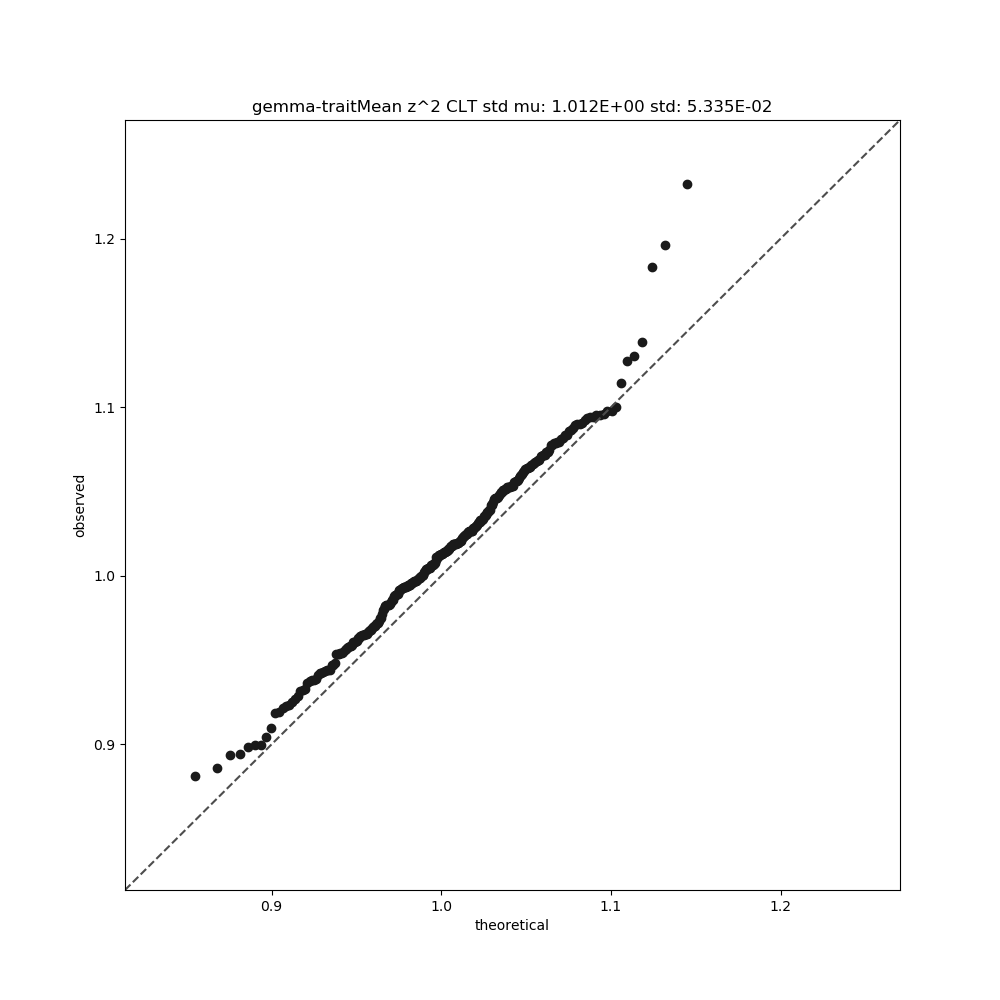 gemma-traitMean z^2 CLT std mu: 1.012E+00 std: 5.335E-02
observed
1.2
1.1
1.0
0.9
0.9 1.0 1.1 1.2
theoretical